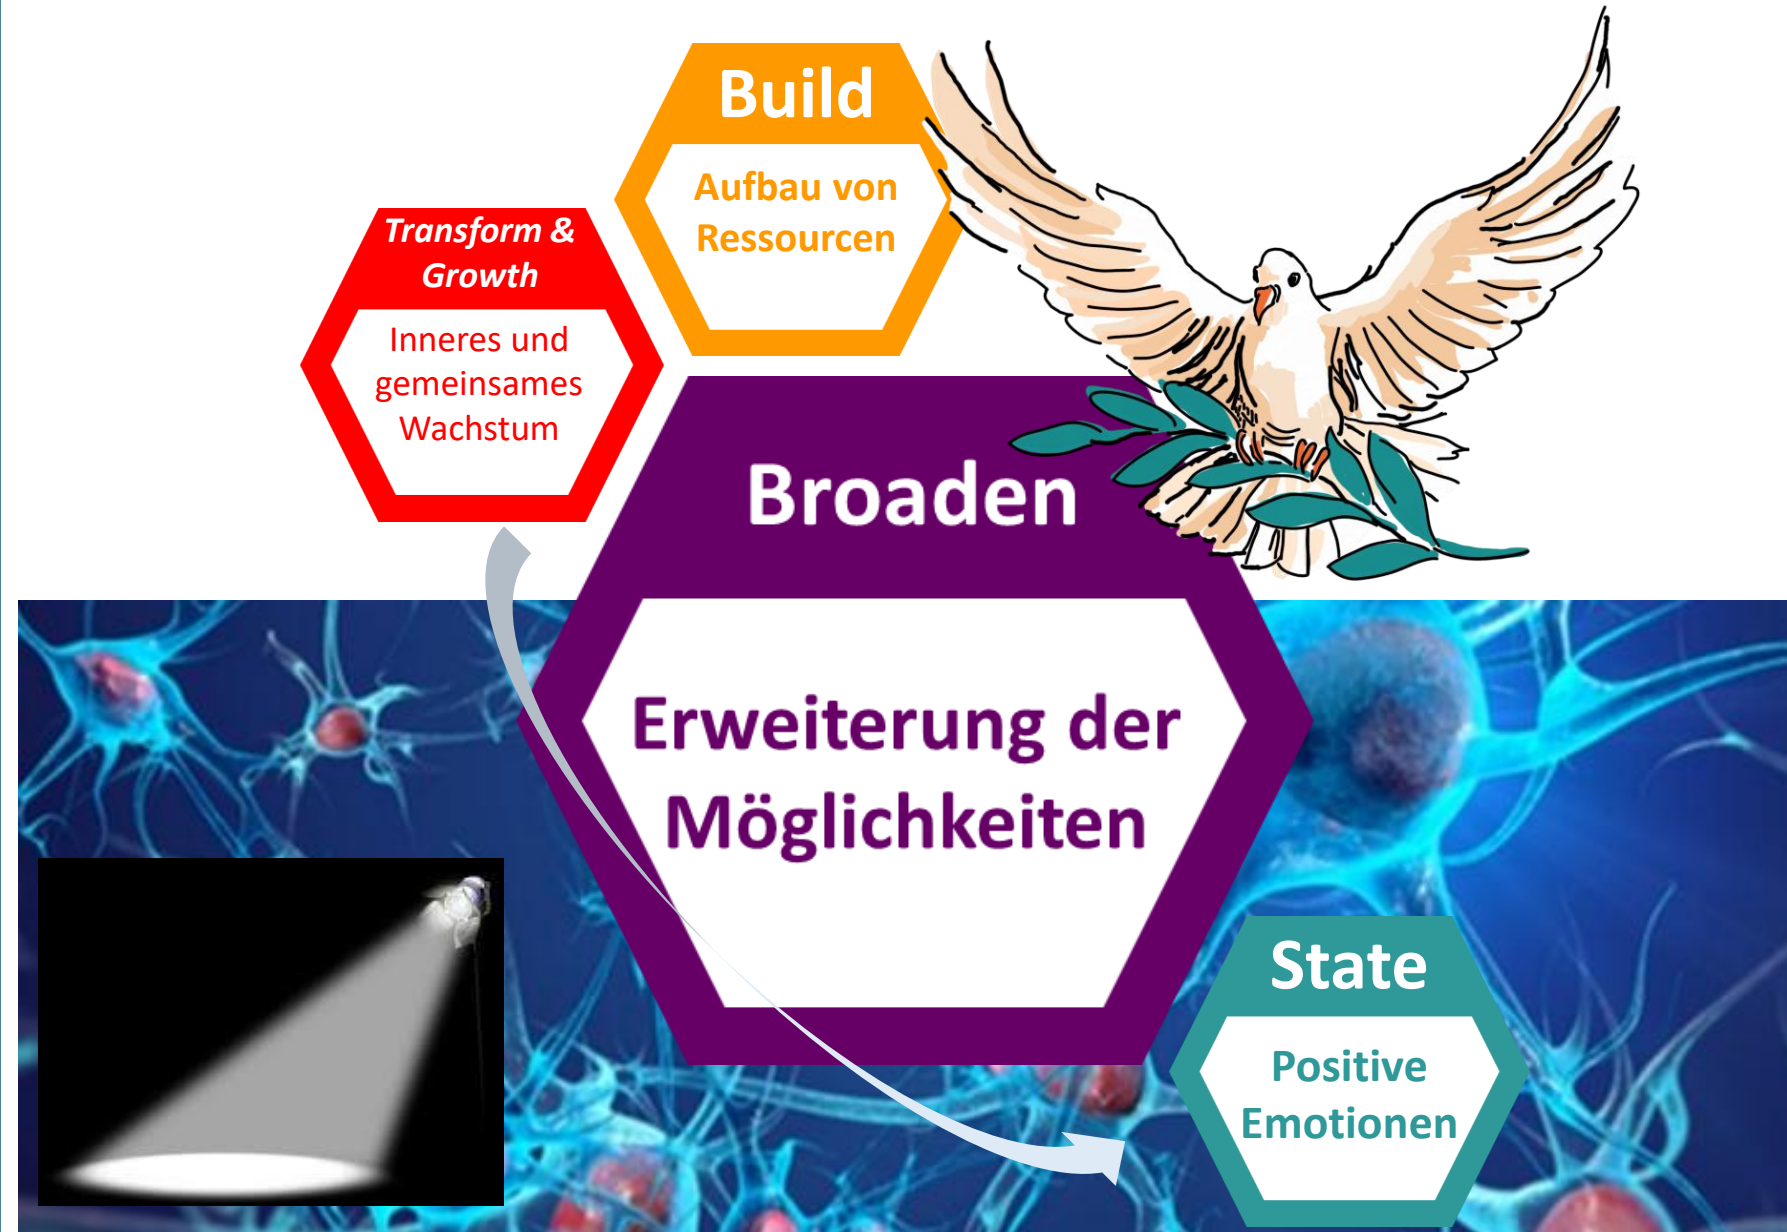 Build
Aufbau von
Ressourcen
Transform &
Growth
Inneres und
gemeinsames
Wachstum
Broaden
Erweiterung der
Möglichkeiten
State
Positive
Emotionen